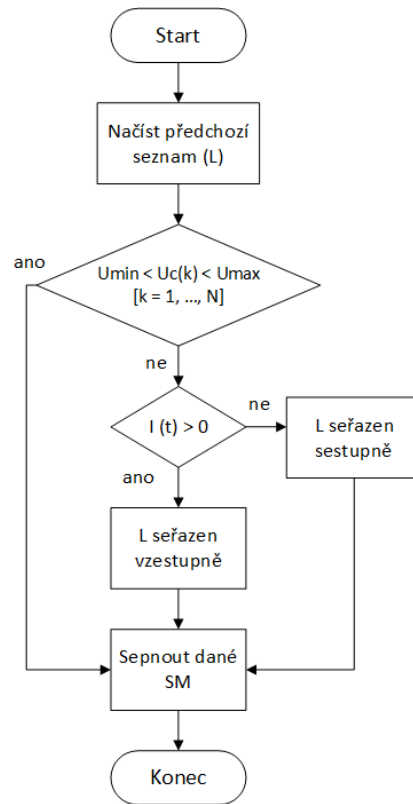 Start
Načíst předchozí
seznam (L)
ano
Umin < Uc(k) < Umax
[k = 1, ..., N]
ne
I (t) > 0
ne
L seřazen
sestupně
ano
L seřazen
vzestupně
Sepnout dané
SM
Konec